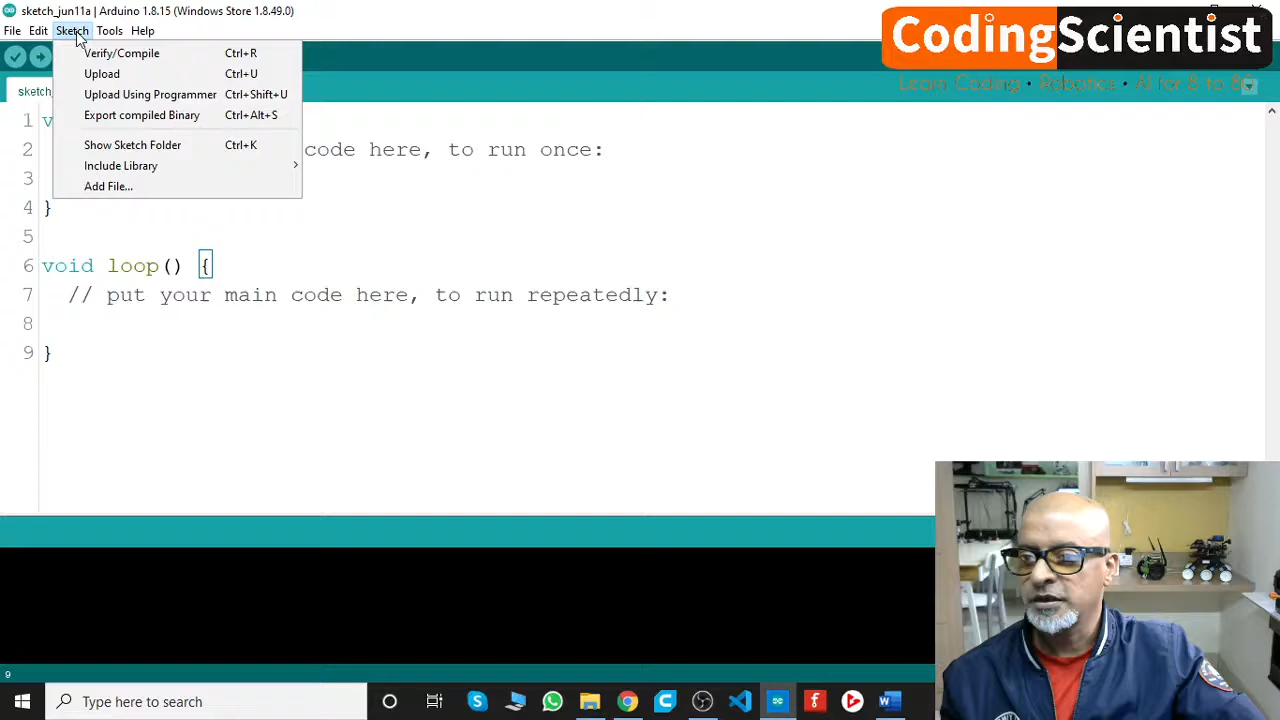 sketch_jun11a | Arduino 1.8.15 (Windows Store 1.8.49.0)
File Edit Sketch Tools Help
CodingScientist
Learn Coding • Robotics • AI for 8 to 86
Verify/Compile Ctrl+R
Upload Ctrl+U
Upload Using Programmer Ctrl+Shift+U
Export compiled Binary Ctrl+Alt+S
Show Sketch Folder Ctrl+K
Include Library
Add File...
sketch_
1 v
2 code here, to run once:
3
4 }
5
6 void loop() {
7 // put your main code here, to run repeatedly:
8
9 }
9
Type here to search